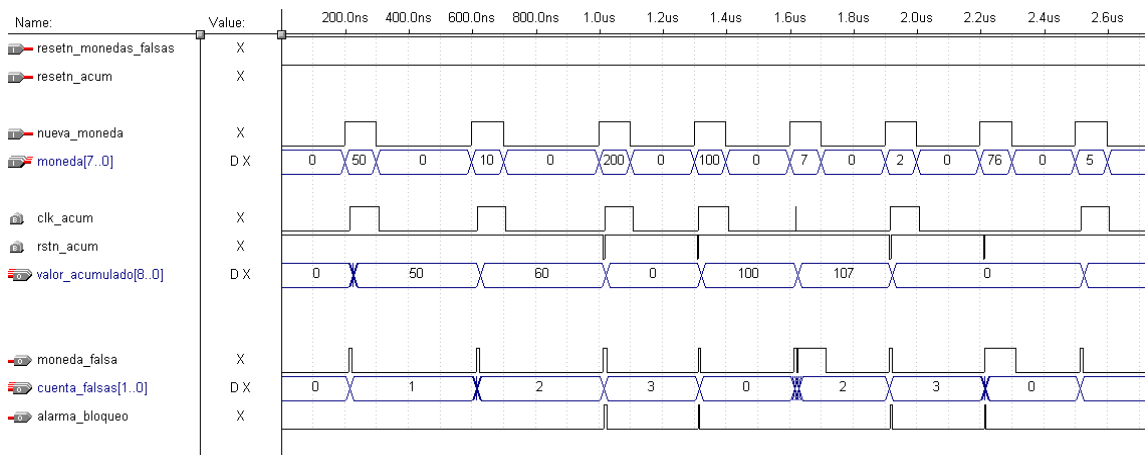 Name: Value: 200.0ns 400.0ns 600.0ns 800.0ns 1.0us 1.2us 1.4us 1.6us 1.8us 2.0us 2.2us 2.4us 2.6us
resetn_monedas_falsas X
resetn_acum X
nueva_moneda X
moneda[7..0] D X 0 50 0 10 0 200 0 100 0 7 0 2 0 76 0 5
clk_acum X
rstn_acum X
valor_acumulado[8..0] D X 0 50 60 0 100 107 0
moneda_falsa X
cuenta_falsas[1..0] D X 0 1 2 3 0 2 3 0
alarma_bloqueo X